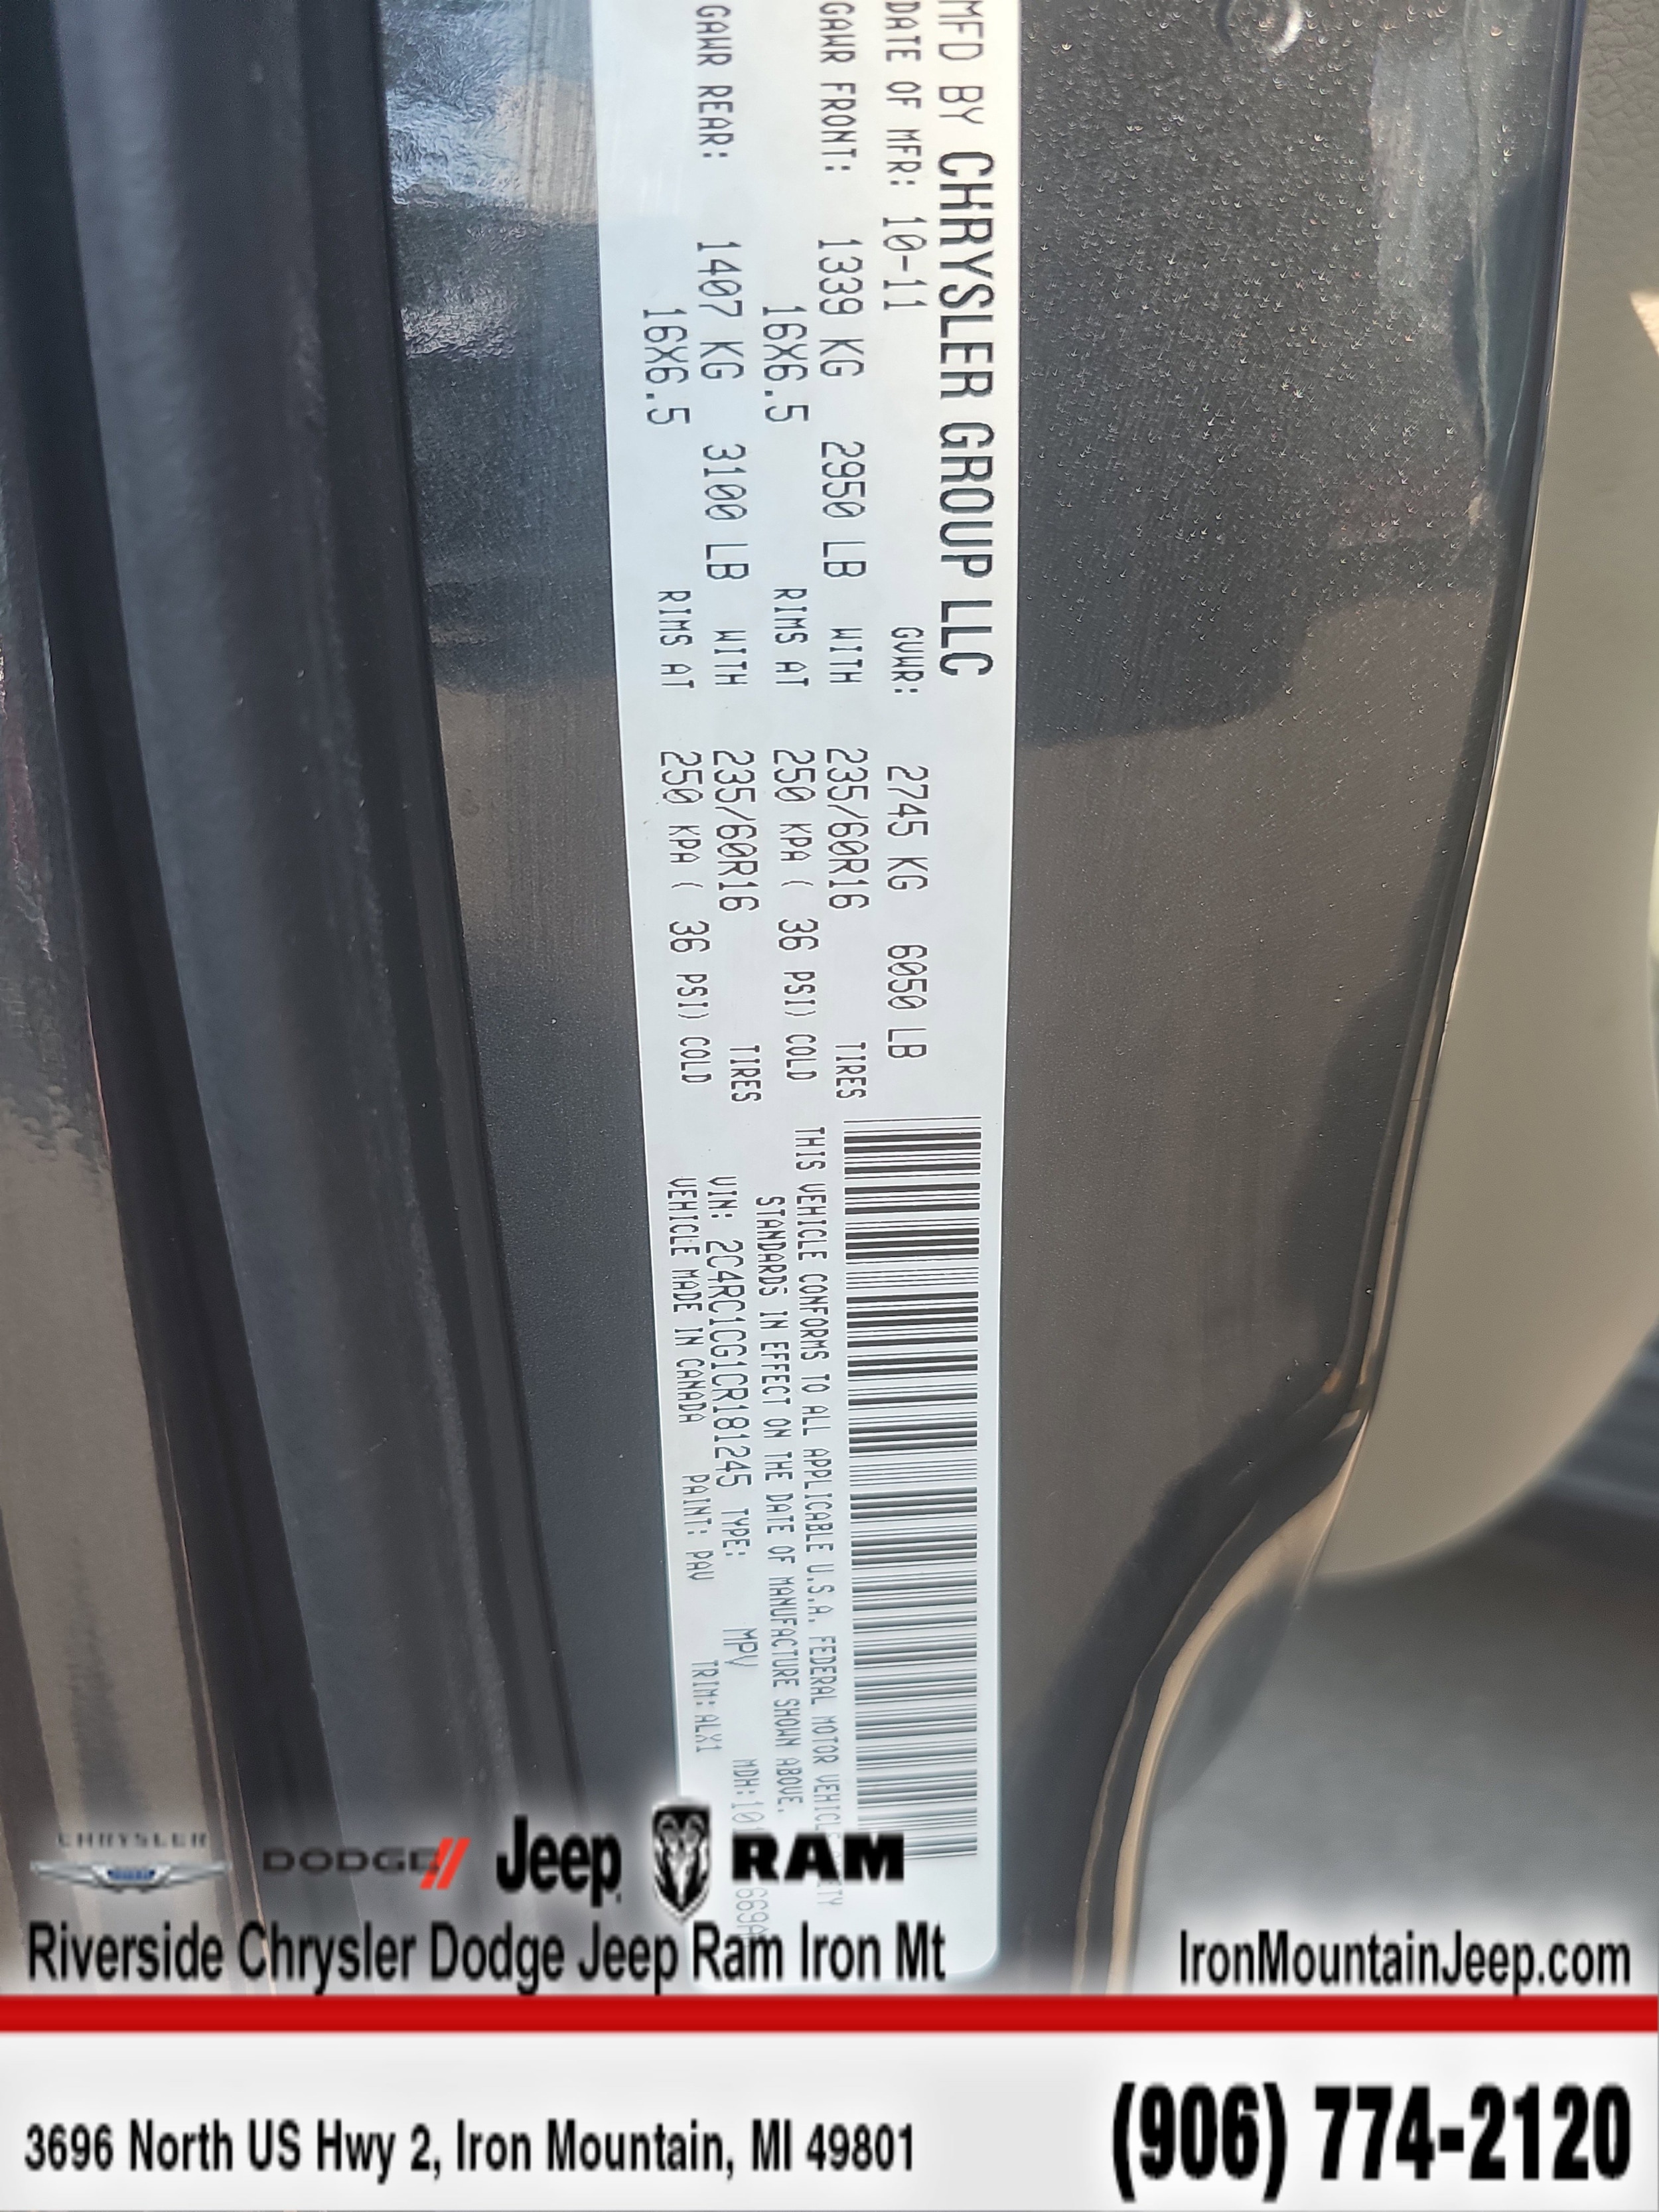 MFD BY CHRYSLER GROUP LLC
DATE OF MFR: 10-11 GVWR: 2745 KG 6050 LB
GAWR FRONT: 1339 KG 2950 LB WITH 235/60R16 TIRES
16X6.5 RIMS AT 250 KPA ( 36 PSI) COLD
GAWR REAR: 1407 KG 3100 LB WITH 235/60R16 TIRES
16X6.5 RIMS AT 250 KPA ( 36 PSI) COLD
THIS VEHICLE CONFORMS TO ALL APPLICABLE U.S.A. FEDERAL MOTOR
STANDARDS IN EFFECT ON THE DATE OF MANUFACTURE SHOWN ABOVE.
VIN: 2C4RC1CG1CR181245 TYPE: MPV
VEHICLE MADE IN CANADA PAINT: PAV TRIM: ALX1
CHRYSLER DODGE Jeep RAM
Riverside Chrysler Dodge Jeep Ram Iron Mt
IronMountainJeep.com
3696 North US Hwy 2, Iron Mountain, MI 49801
(906) 774-2120